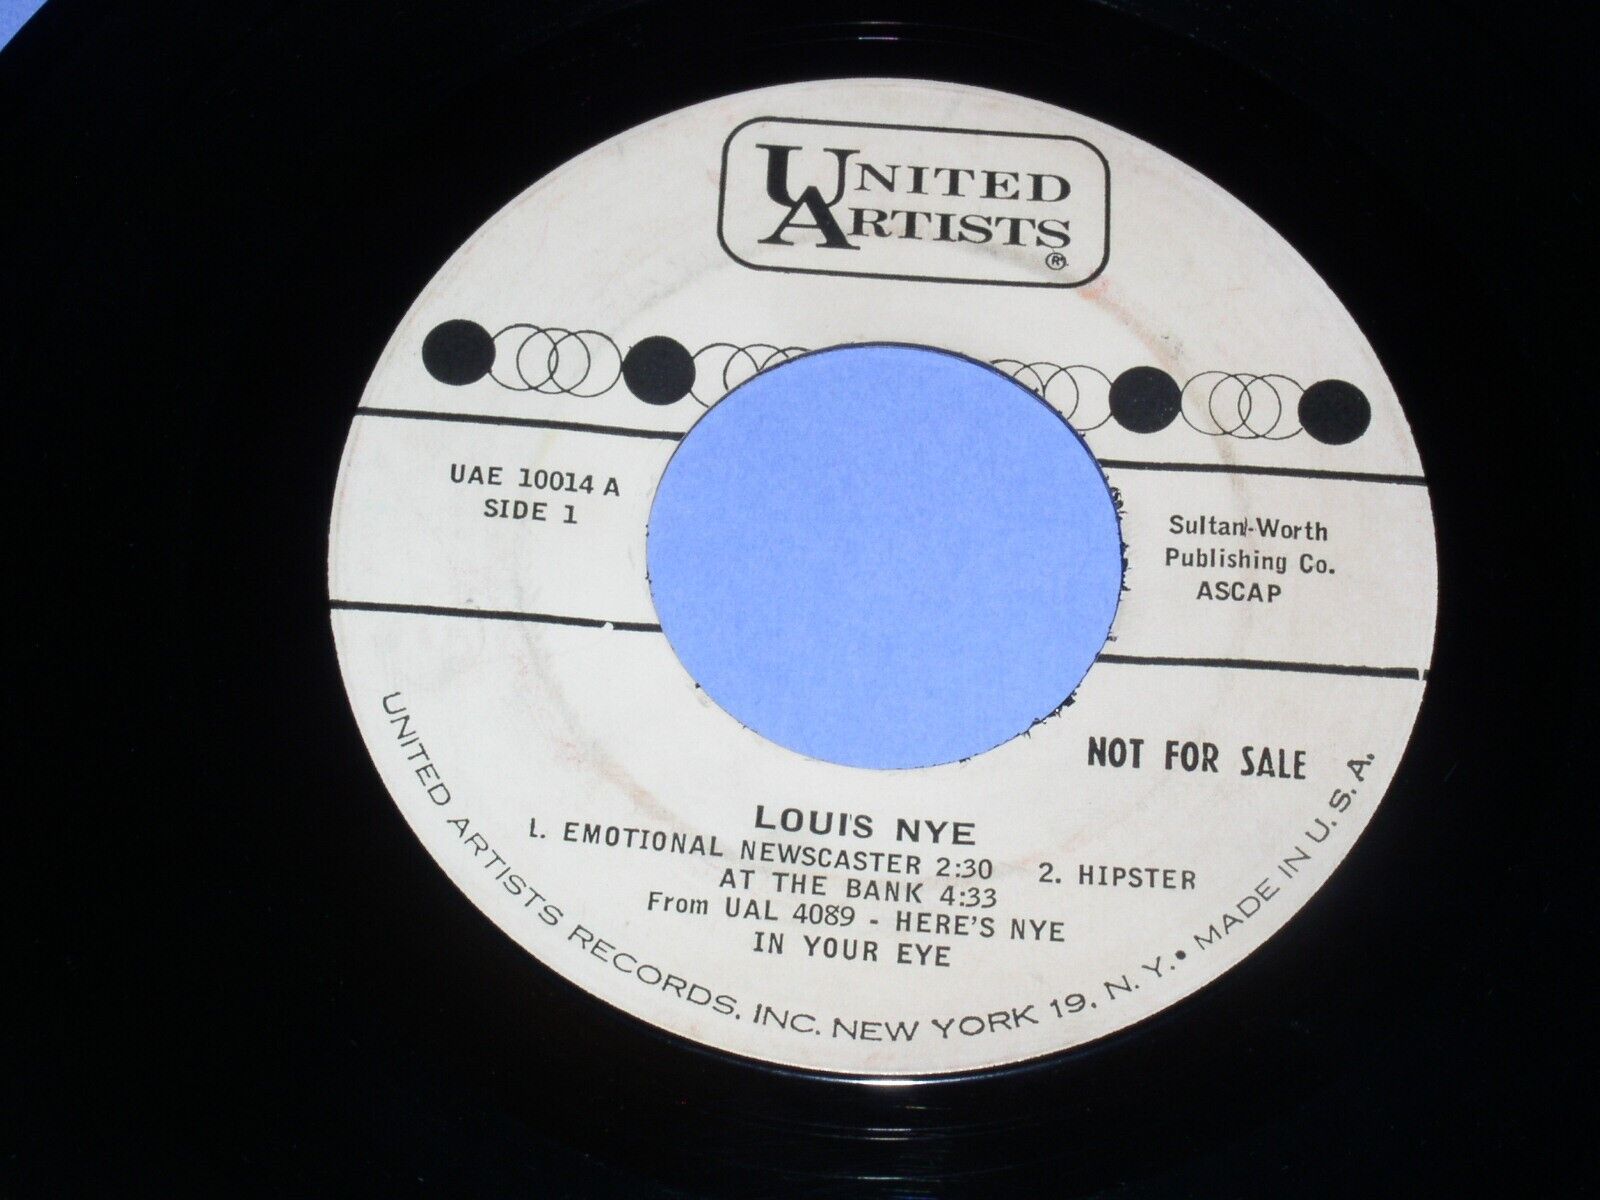 UNITED
ARTISTS
®
UAE 10014 A
SIDE 1
Sultan-Worth
Publishing Co.
ASCAP
NOT FOR SALE
LOUIS NYE
1. EMOTIONAL NEWSCASTER 2:30 2. HIPSTER
AT THE BANK 4:33
From UAL 4089 - HERE'S NYE
IN YOUR EYE
UNITED ARTISTS RECORDS, INC. NEW YORK 19, N. Y. • MADE IN U. S. A.